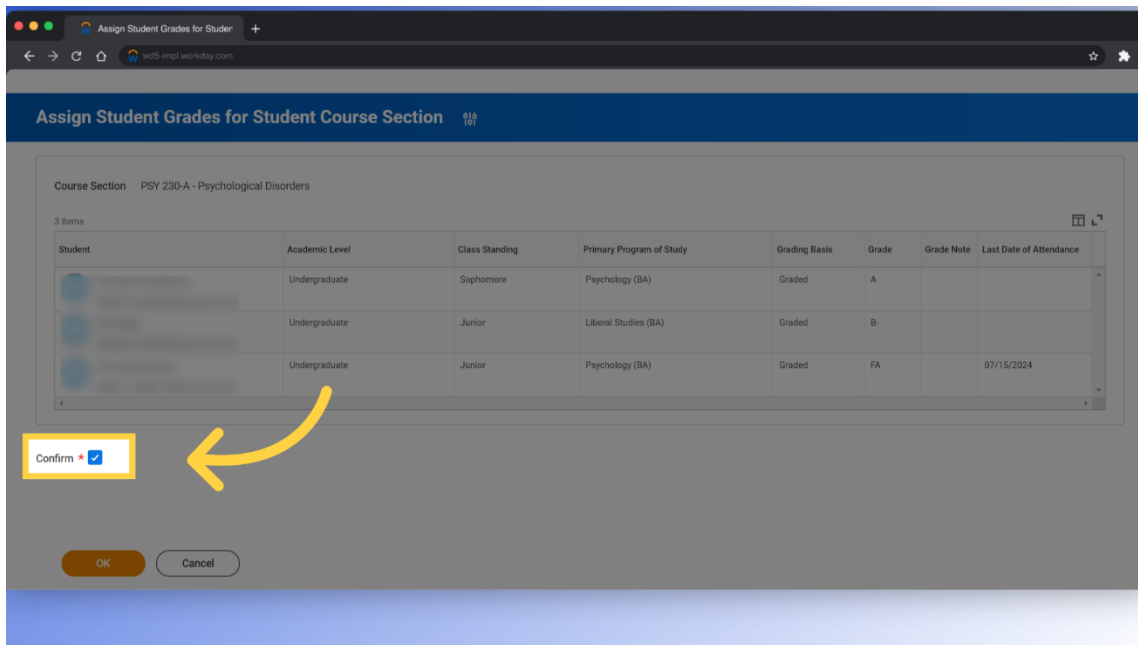 Assign Student Grades for Studen
wd5-impl.workday.com
Assign Student Grades for Student Course Section
Course Section PSY 230-A - Psychological Disorders
3 items
Student Academic Level Class Standing Primary Program of Study Grading Basis Grade Grade Note Last Date of Attendance
Undergraduate Sophomore Psychology (BA) Graded A
Undergraduate Junior Liberal Studies (BA) Graded B-
Undergraduate Junior Psychology (BA) Graded FA 07/15/2024
Confirm *
OK Cancel